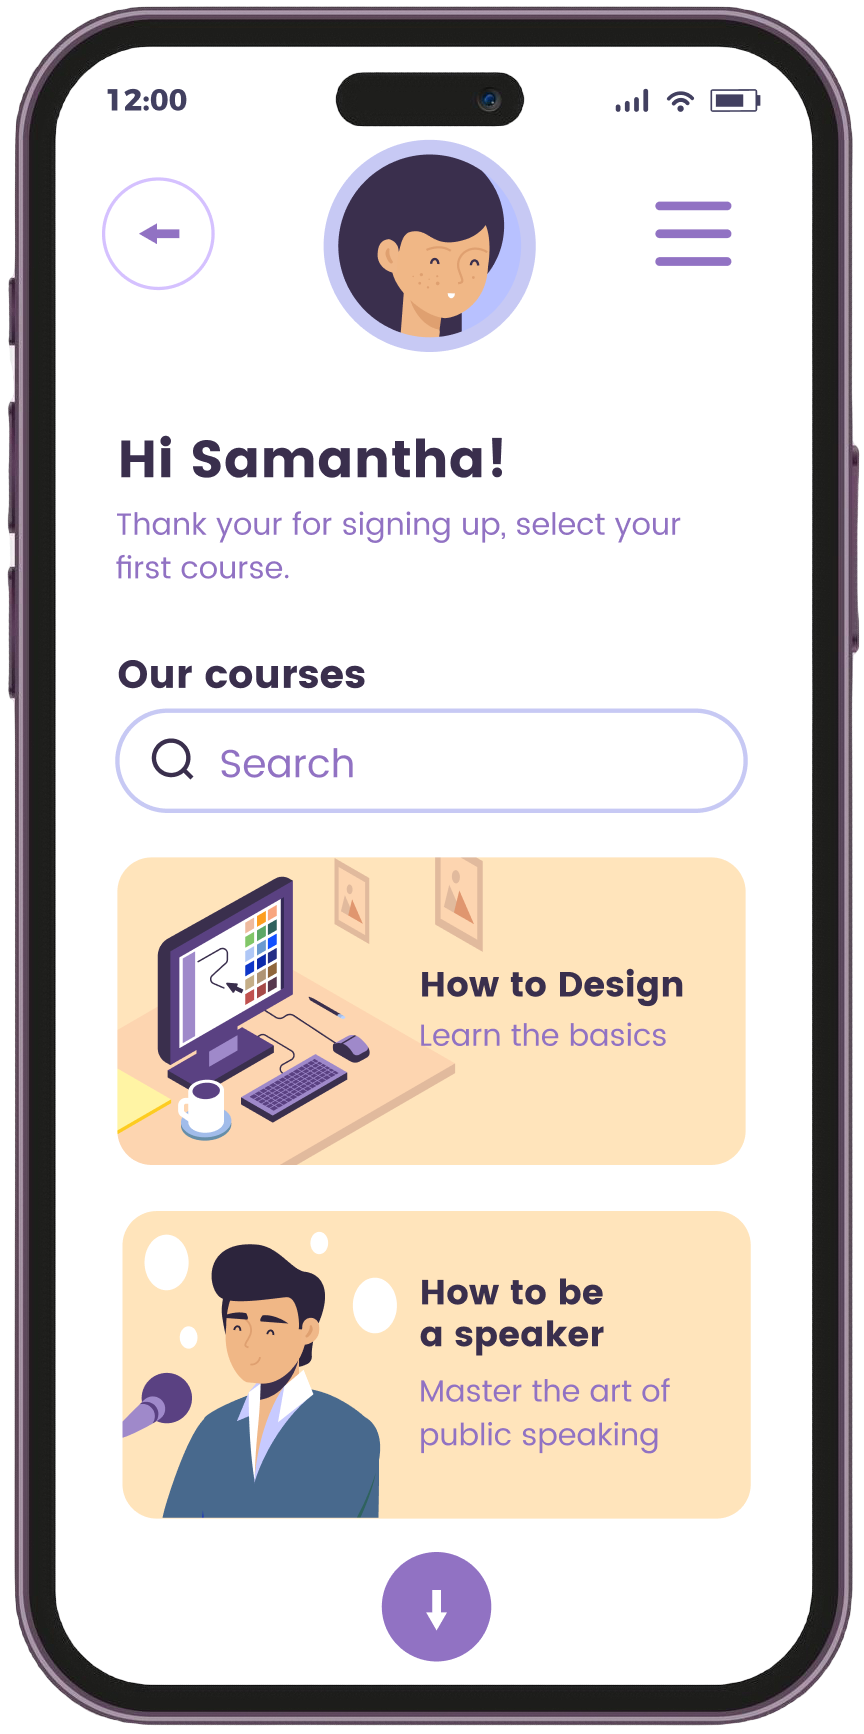 12:00
Hi Samantha!
Thank your for signing up, select your
first course.
Our courses
Search
How to Design
Learn the basics
How to be
a speaker
Master the art of
public speaking